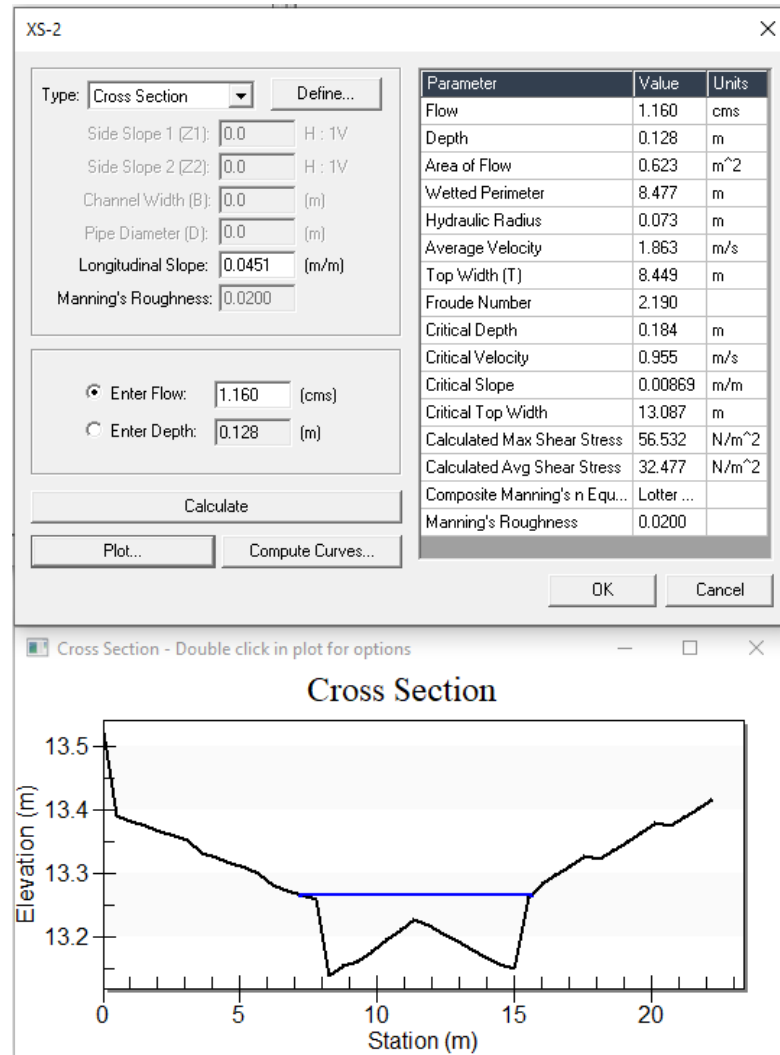 XS-2
Type: Cross Section Define...
Side Slope 1 (Z1): 0.0 H : 1V
Side Slope 2 (Z2): 0.0 H : 1V
Channel Width (B): 0.0 (m)
Pipe Diameter (D): 0.0 (m)
Longitudinal Slope: 0.0451 (m/m)
Manning's Roughness: 0.0200
Enter Flow: 1.160 (cms)
Enter Depth: 0.128 (m)
Calculate
Plot... Compute Curves...
Parameter Value Units
Flow 1.160 cms
Depth 0.128 m
Area of Flow 0.623 m^2
Wetted Perimeter 8.477 m
Hydraulic Radius 0.073 m
Average Velocity 1.863 m/s
Top Width (T) 8.449 m
Froude Number 2.190
Critical Depth 0.184 m
Critical Velocity 0.955 m/s
Critical Slope 0.00869 m/m
Critical Top Width 13.087 m
Calculated Max Shear Stress 56.532 N/m^2
Calculated Avg Shear Stress 32.477 N/m^2
Composite Manning's n Equ... Lotter ...
Manning's Roughness 0.0200
OK Cancel
Cross Section - Double click in plot for options
Cross Section
Elevation (m)
13.5
13.4
13.3
13.2
0 5 10 15 20
Station (m)